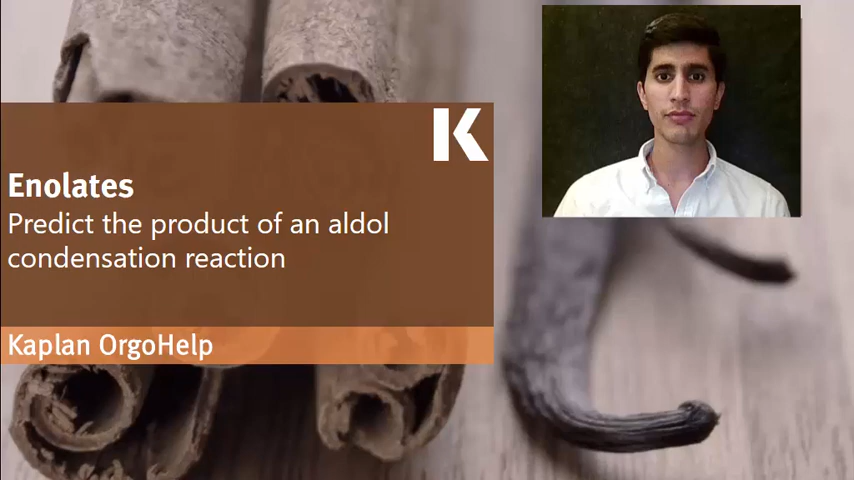 K
Enolates
Predict the product of an aldol
condensation reaction
Kaplan OrgoHelp